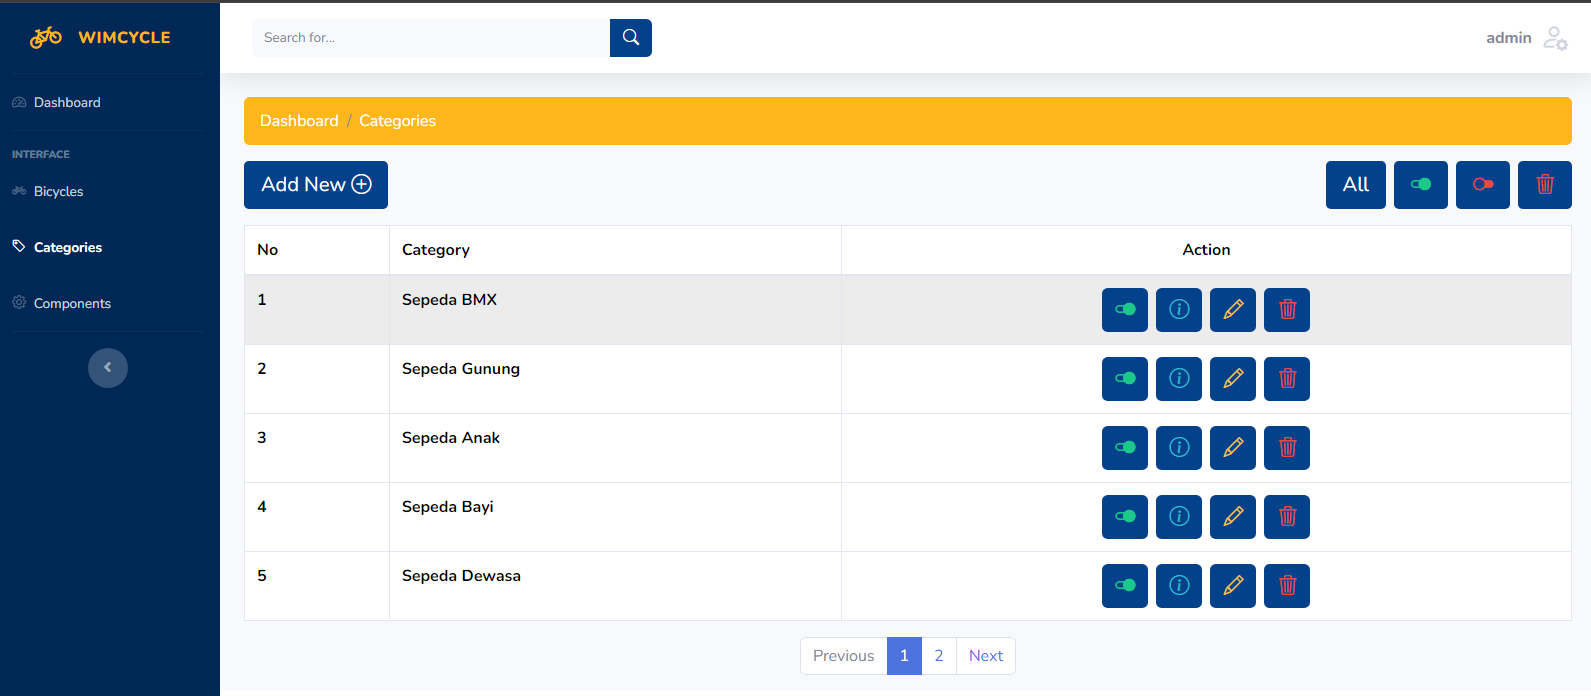 WIMCYCLE
Search for...
admin
Dashboard
INTERFACE
Bicycles
Categories
Components
Dashboard / Categories
Add New
All
No Category Action
1 Sepeda BMX
2 Sepeda Gunung
3 Sepeda Anak
4 Sepeda Bayi
5 Sepeda Dewasa
Previous 1 2 Next